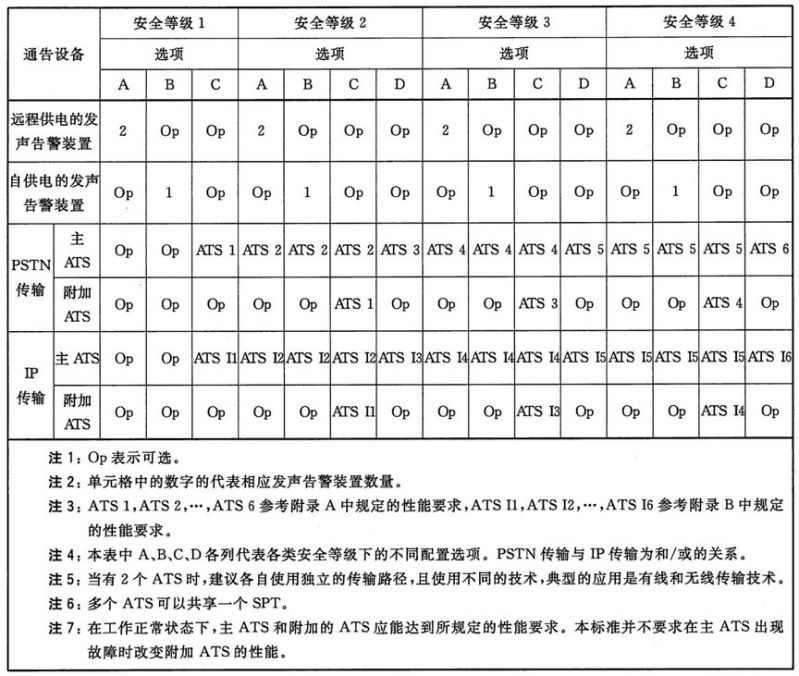 通告设备 安全等级 1 安全等级 2 安全等级 3 安全等级 4
选项 选项 选项 选项
A B C A B C D A B C D A B C D
远程供电的发声告警装置 2 Op Op 2 Op Op Op 2 Op Op Op 2 Op Op Op
自供电的发声告警装置 Op 1 Op Op 1 Op Op Op 1 Op Op Op 1 Op Op
PSTN传输 主ATS Op Op ATS 1 ATS 2 ATS 2 ATS 2 ATS 3 ATS 4 ATS 4 ATS 4 ATS 5 ATS 5 ATS 5 ATS 5 ATS 6
附加ATS Op Op Op Op Op ATS 1 Op Op Op ATS 3 Op Op Op ATS 4 Op
IP传输 主ATS Op Op ATS I1 ATS I2 ATS I2 ATS I2 ATS I3 ATS I4 ATS I4 ATS I4 ATS I5 ATS I5 ATS I5 ATS I5 ATS I6
附加ATS Op Op Op Op Op ATS I1 Op Op Op ATS I3 Op Op Op ATS I4 Op
注 1：Op 表示可选。
注 2：单元格中的数字的代表相应发声告警装置数量。
注 3：ATS 1,ATS 2,…,ATS 6 参考附录 A 中规定的性能要求,ATS I1,ATS I2,…,ATS I6 参考附录 B 中规定
的性能要求。
注 4：本表中 A、B、C、D 各列代表各类安全等级下的不同配置选项。PSTN 传输与 IP 传输为和/或的关系。
注 5：当有 2 个 ATS 时,建议各自使用独立的传输路径,且使用不同的技术,典型的应用是有线和无线传输技术。
注 6：多个 ATS 可以共享一个 SPT。
注 7：在工作正常状态下,主 ATS 和附加的 ATS 应能达到所规定的性能要求。本标准并不要求在主 ATS 出现
故障时改变附加 ATS 的性能。